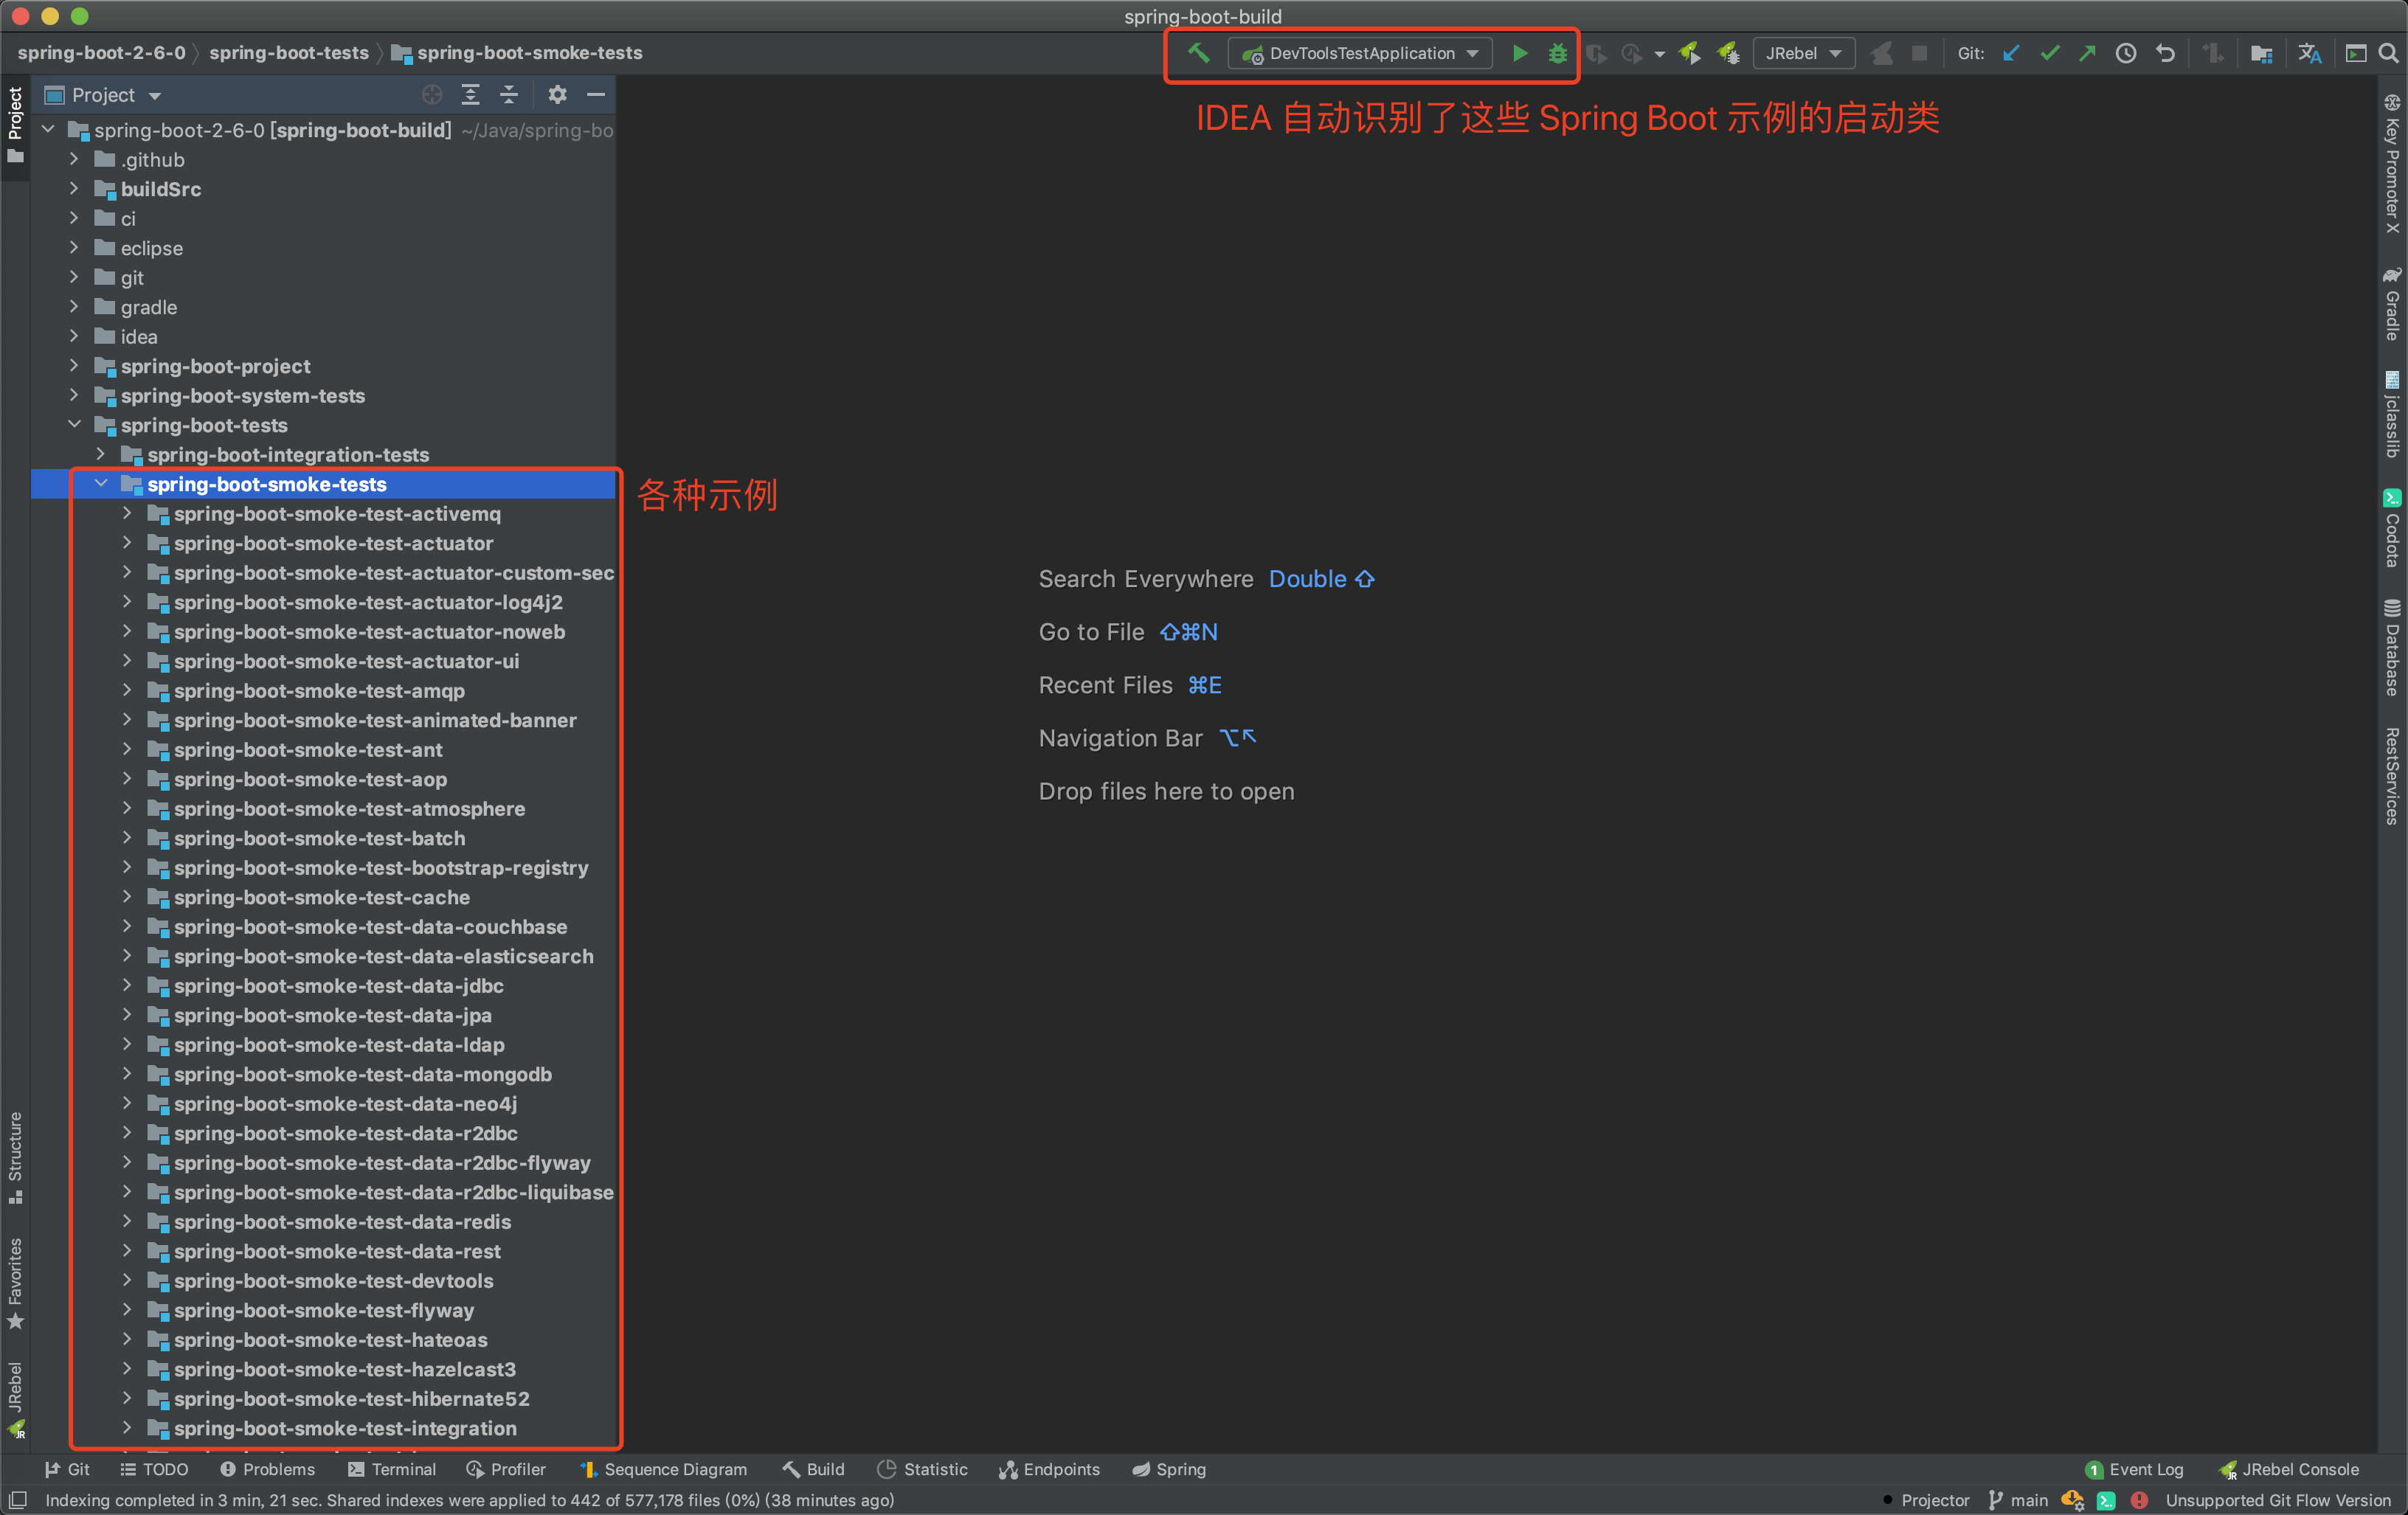 spring-boot-build
spring-boot-2-6-0 spring-boot-tests spring-boot-smoke-tests
DevToolsTestApplication JRebel Git:
IDEA 自动识别了这些 Spring Boot 示例的启动类
Project
Project
spring-boot-2-6-0 [spring-boot-build] ~/Java/spring-bo
.github
buildSrc
ci
eclipse
git
gradle
idea
spring-boot-project
spring-boot-system-tests
spring-boot-tests
spring-boot-integration-tests
spring-boot-smoke-tests
各种示例
spring-boot-smoke-test-activemq
spring-boot-smoke-test-actuator
spring-boot-smoke-test-actuator-custom-sec
spring-boot-smoke-test-actuator-log4j2
spring-boot-smoke-test-actuator-noweb
spring-boot-smoke-test-actuator-ui
spring-boot-smoke-test-amqp
spring-boot-smoke-test-animated-banner
spring-boot-smoke-test-ant
spring-boot-smoke-test-aop
spring-boot-smoke-test-atmosphere
spring-boot-smoke-test-batch
spring-boot-smoke-test-bootstrap-registry
spring-boot-smoke-test-cache
spring-boot-smoke-test-data-couchbase
spring-boot-smoke-test-data-elasticsearch
spring-boot-smoke-test-data-jdbc
spring-boot-smoke-test-data-jpa
spring-boot-smoke-test-data-ldap
spring-boot-smoke-test-data-mongodb
spring-boot-smoke-test-data-neo4j
spring-boot-smoke-test-data-r2dbc
spring-boot-smoke-test-data-r2dbc-flyway
spring-boot-smoke-test-data-r2dbc-liquibase
spring-boot-smoke-test-data-redis
spring-boot-smoke-test-data-rest
spring-boot-smoke-test-devtools
spring-boot-smoke-test-flyway
spring-boot-smoke-test-hateoas
spring-boot-smoke-test-hazelcast3
spring-boot-smoke-test-hibernate52
spring-boot-smoke-test-integration
Structure
Favorites
JRebel
Search Everywhere Double ⇧
Go to File ⇧⌘N
Recent Files ⌘E
Navigation Bar ⌥↖
Drop files here to open
Key Promoter X
Gradle
jclasslib
Codota
Database
RestServices
Git TODO Problems Terminal Profiler Sequence Diagram Build Statistic Endpoints Spring 1 Event Log JRebel Console
Indexing completed in 3 min, 21 sec. Shared indexes were applied to 442 of 577,178 files (0%) (38 minutes ago) Projector main Unsupported Git Flow Version